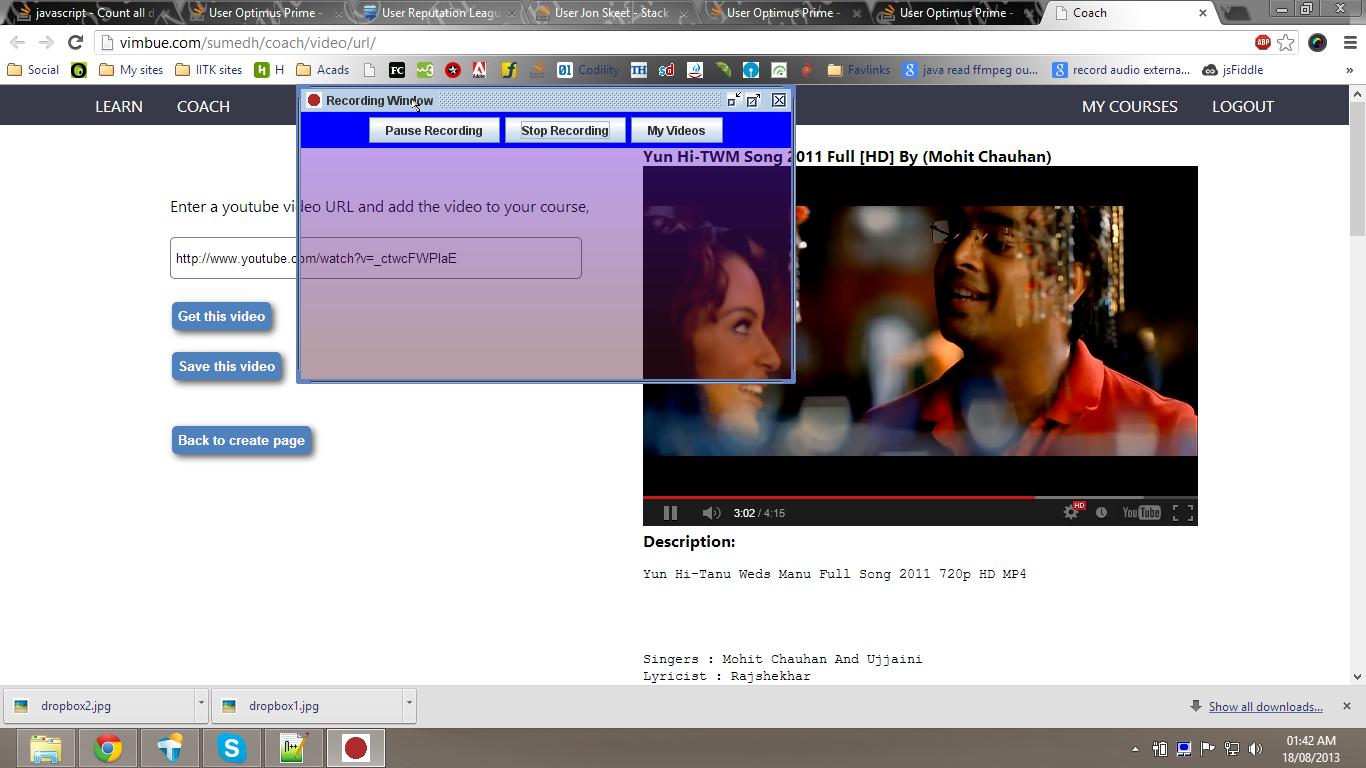 javascript - Count all d
User Optimus Prime -
User Reputation Leagu
User Jon Skeet - Stack
User Optimus Prime -
User Optimus Prime -
Coach
vimbue.com/sumedh/coach/video/url/
ABP
Social
My sites
IITK sites
H
Acads
FC
w3
Codility
TH
sd
Favlinks
java read ffmpeg ou...
record audio externa...
jsFiddle
»
LEARN
COACH
MY COURSES
LOGOUT
Recording Window
Pause Recording
Stop Recording
My Videos
Yun Hi-TWM Song 2011 Full [HD] By (Mohit Chauhan)
Enter a youtube video URL and add the video to your course,
http://www.youtube.com/watch?v=_ctwcFWPlaE
Get this video
Save this video
Back to create page
3:02 / 4:15
HD
YouTube
Description:
Yun Hi-Tanu Weds Manu Full Song 2011 720p HD MP4
Singers : Mohit Chauhan And Ujjaini
Lyricist : Rajshekhar
dropbox2.jpg
dropbox1.jpg
Show all downloads...
01:42 AM
18/08/2013